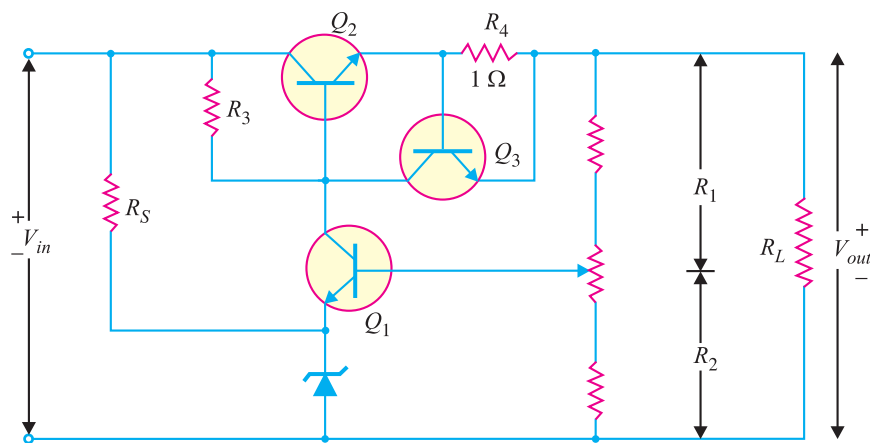 Q2
R4
1 Ω
R3
Q3
RS
R1
+
Vin
–
RL
+
Vout
–
Q1
R2